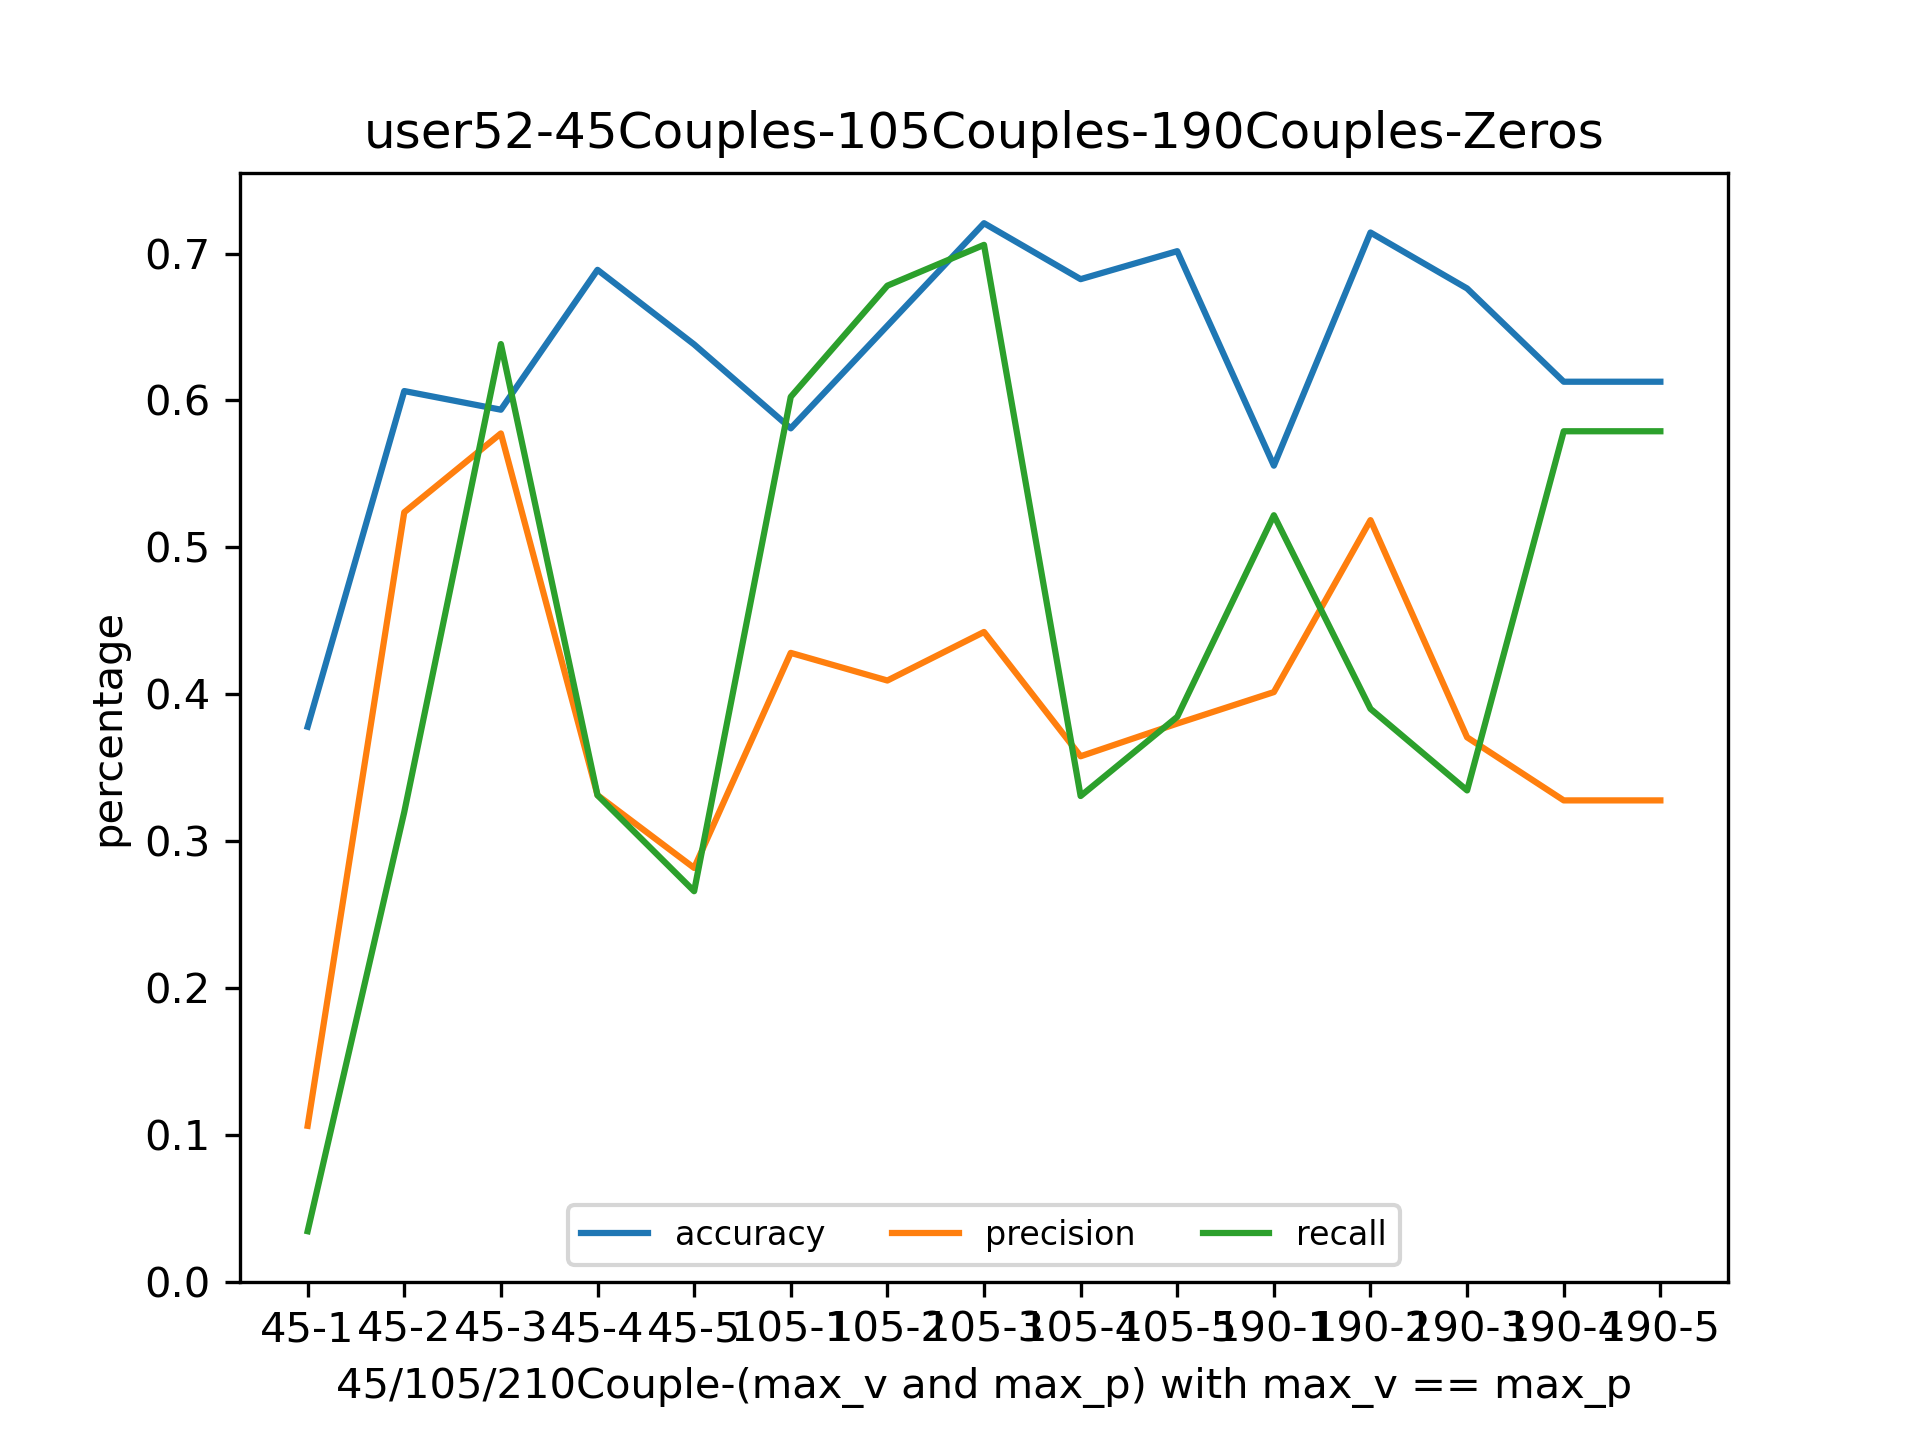 user52-45Couples-105Couples-190Couples-Zeros
percentage
0.7
0.6
0.5
0.4
0.3
0.2
0.1
0.0
accuracy precision recall
45-1 45-2 45-3 45-4 45-5 105-1 105-2 105-3 105-4 105-5 190-1 190-2 190-3 190-4 190-5
45/105/210Couple-(max_v and max_p) with max_v == max_p